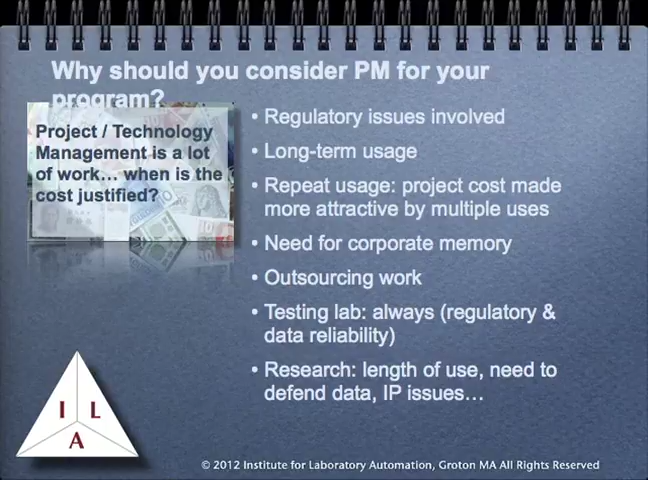 Why should you consider PM for your
program?
Project / Technology
Management is a lot
of work... when is the
cost justified?
• Regulatory issues involved
• Long-term usage
• Repeat usage: project cost made
more attractive by multiple uses
• Need for corporate memory
• Outsourcing work
• Testing lab: always (regulatory &
data reliability)
• Research: length of use, need to
defend data, IP issues...
I L
A
© 2012 Institute for Laboratory Automation, Groton MA All Rights Reserved